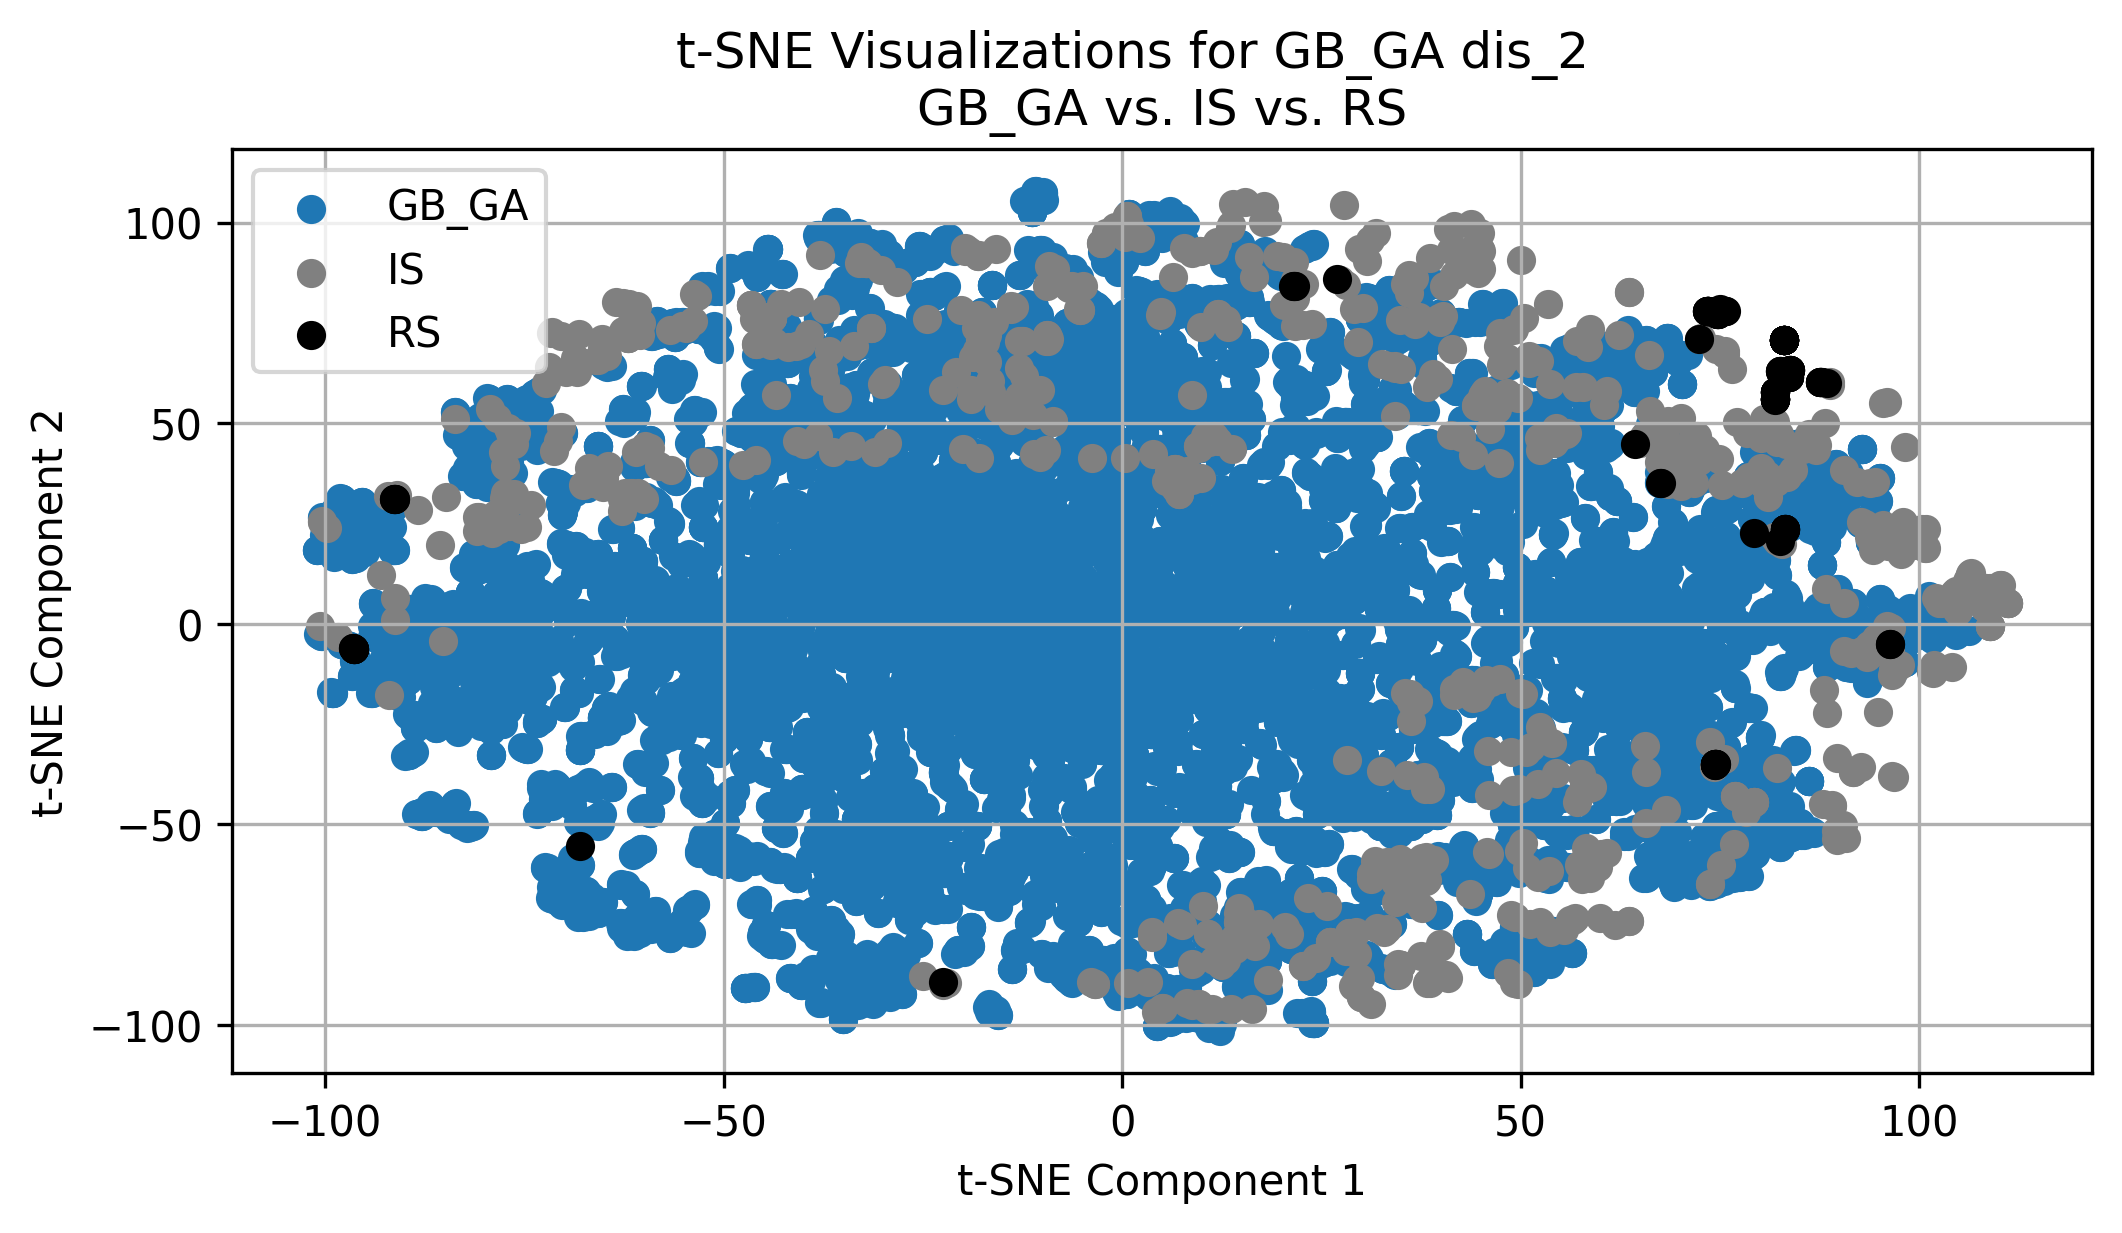 t-SNE Visualizations for GB_GA dis_2
GB_GA vs. IS vs. RS
GB_GA
IS
RS
t-SNE Component 2
100
50
0
−50
−100
−100
−50
0
50
100
t-SNE Component 1